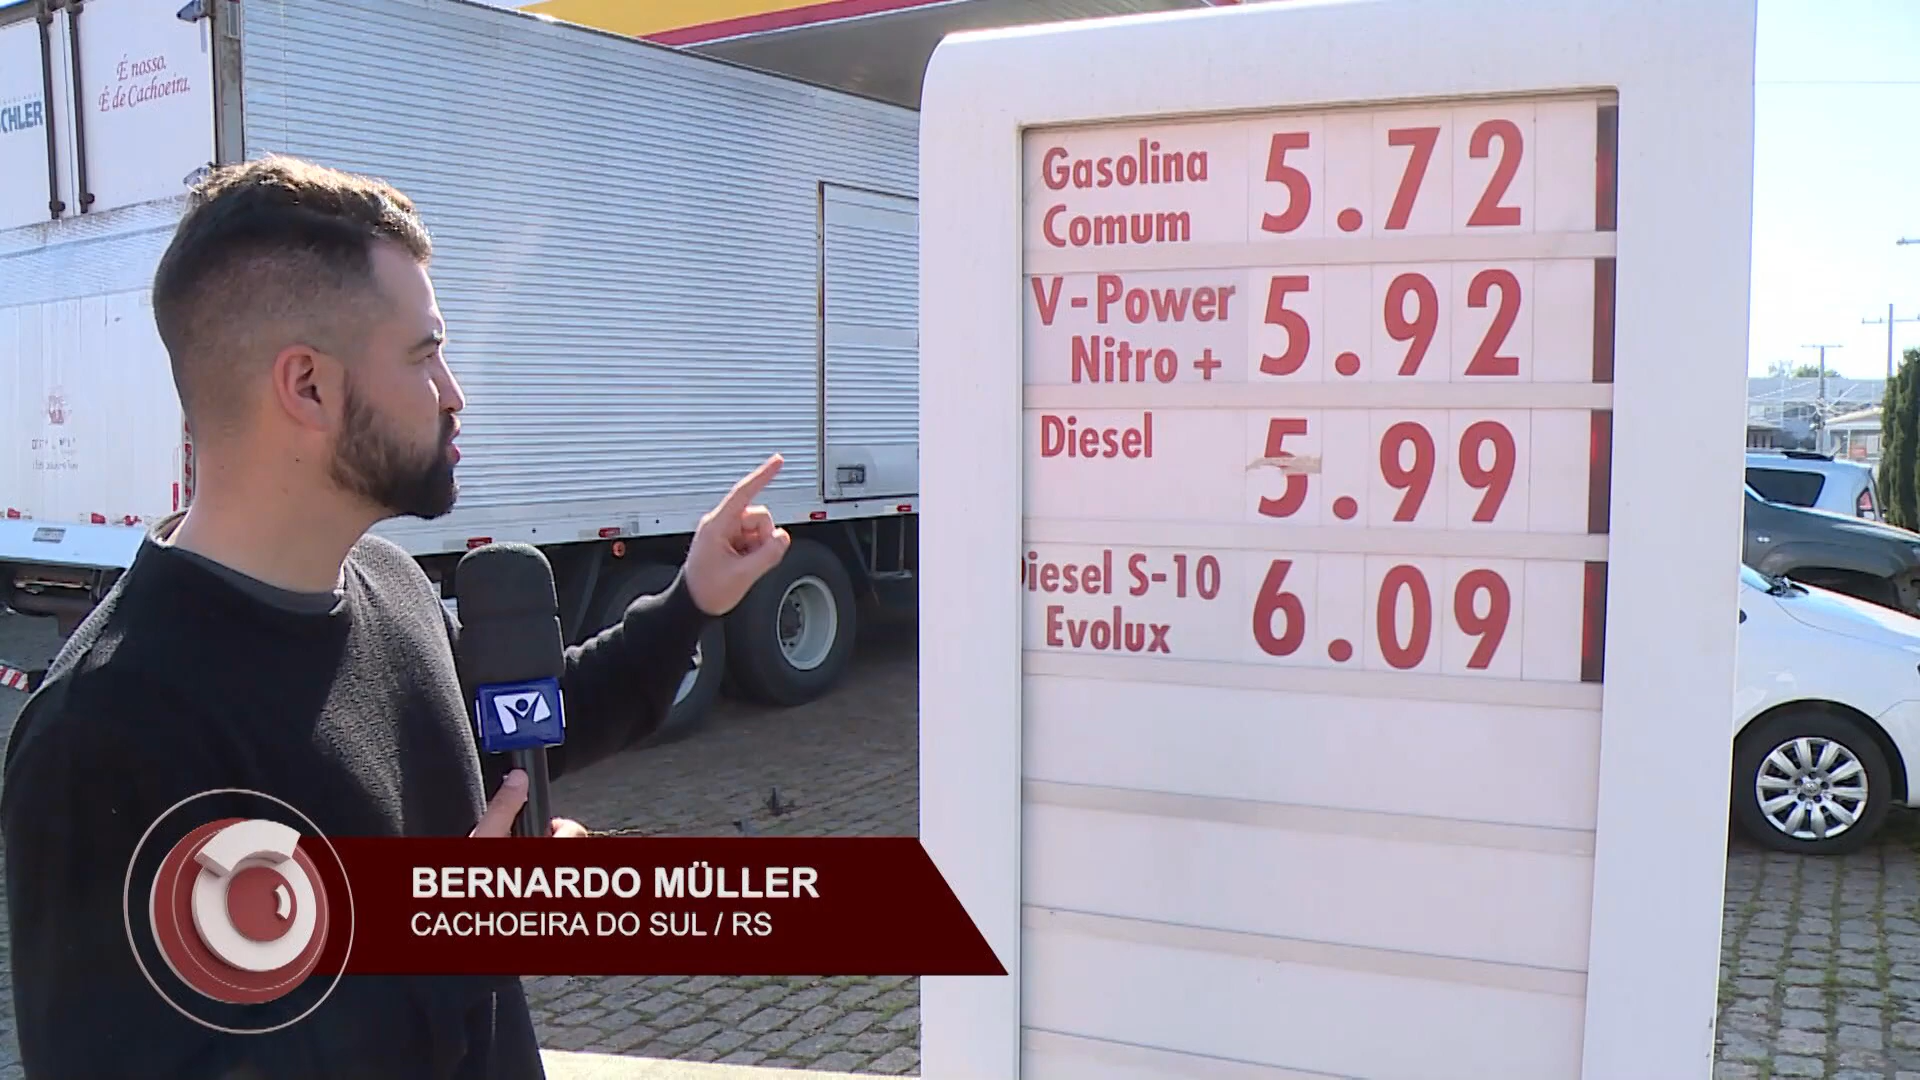 É nosso.
É de Cachoeira.
CHLER
Gasolina
Comum
5.72
V-Power
Nitro +
5.92
Diesel
5.99
iesel S-10
Evolux
6.09
BERNARDO MÜLLER
CACHOEIRA DO SUL / RS